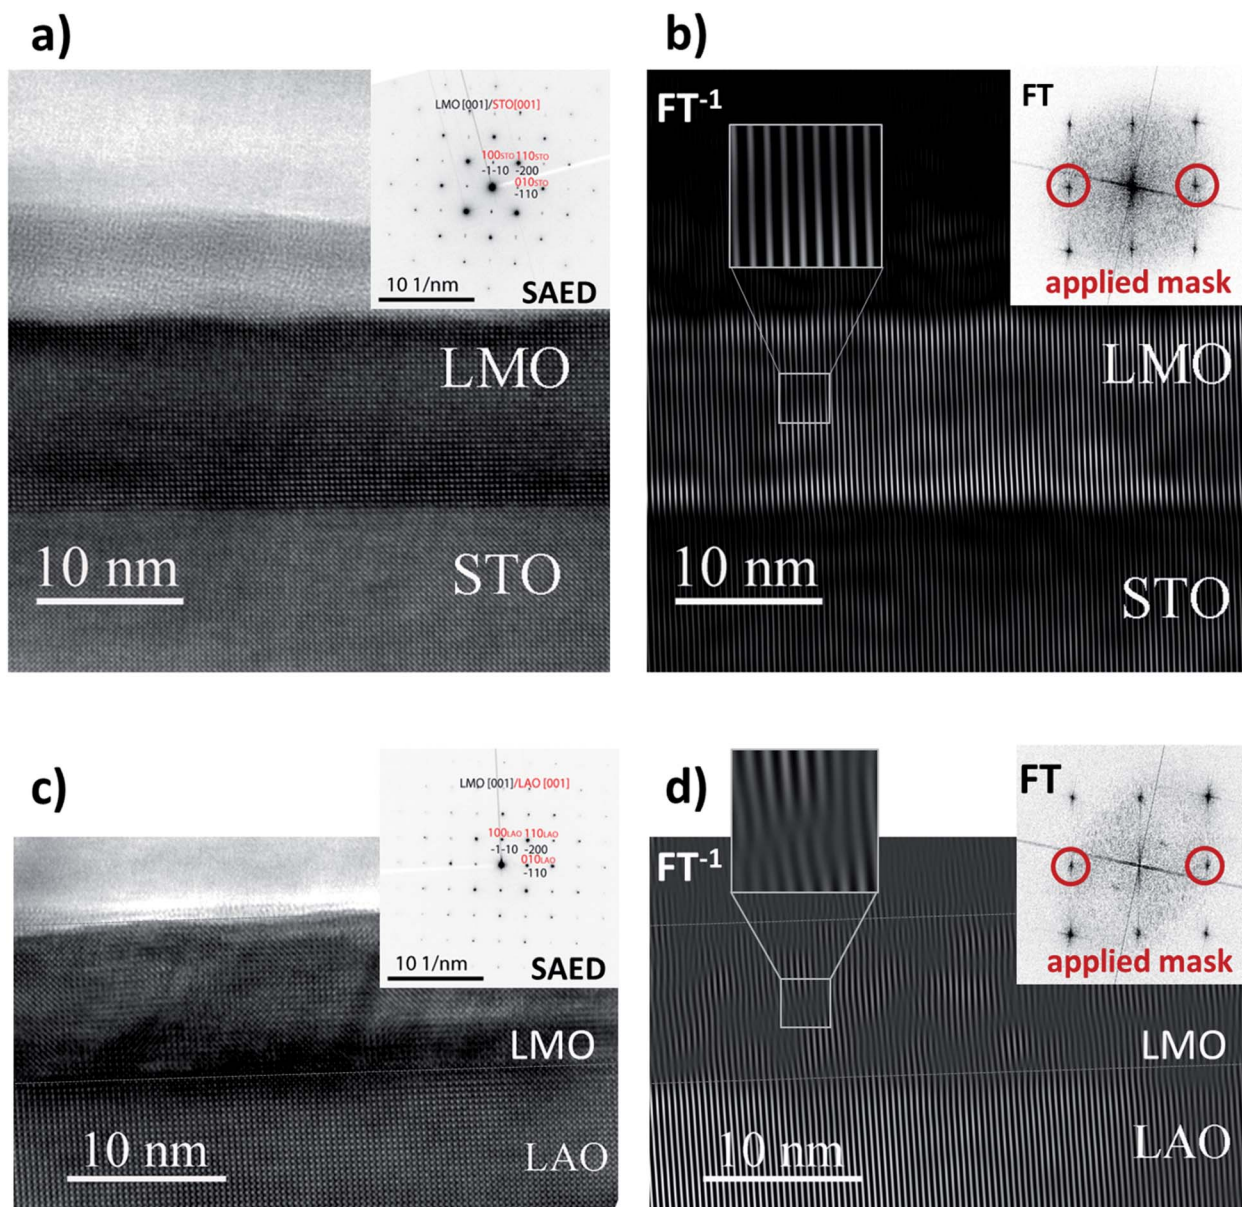 a)
LMO [001]/STO[001]
100STO 110STO
-1-10 -200
010STO
-110
10 1/nm
SAED
LMO
10 nm
STO
b)
FT-1
FT
applied mask
LMO
10 nm
STO
c)
LMO [001]/LAO [001]
100LAO 110LAO
-1-10 -200
010LAO
-110
10 1/nm
SAED
LMO
10 nm
LAO
d)
FT-1
FT
applied mask
LMO
10 nm
LAO